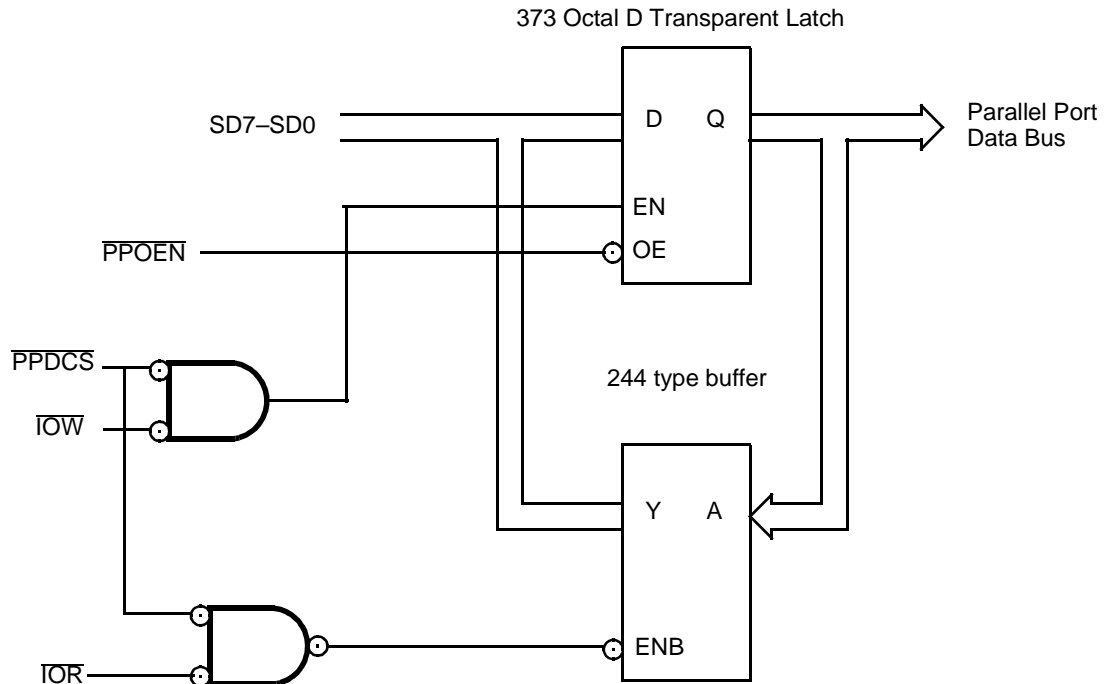 373 Octal D Transparent Latch
SD7–SD0
D Q
Parallel Port
Data Bus
EN
PPOEN
OE
PPDCS
244 type buffer
IOW
Y A
ENB
IOR